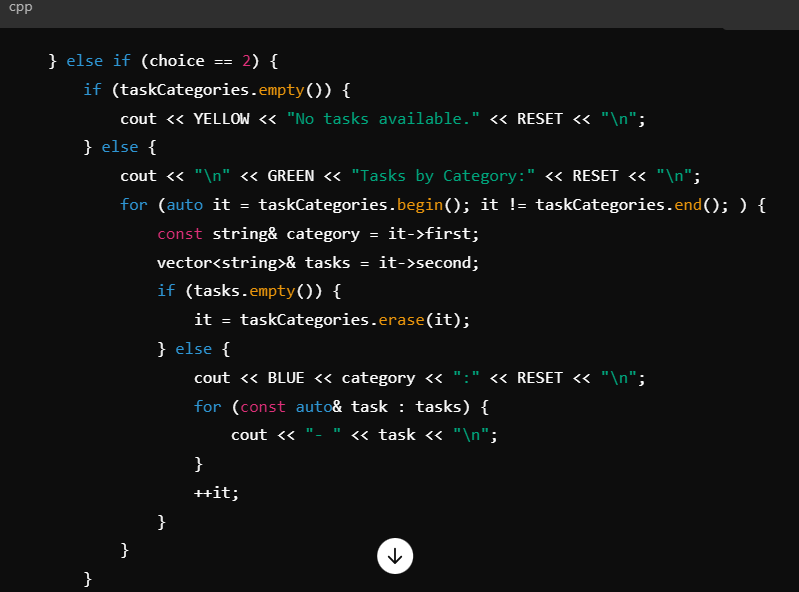 cpp
} else if (choice == 2) {
    if (taskCategories.empty()) {
        cout << YELLOW << "No tasks available." << RESET << "\n";
    } else {
        cout << "\n" << GREEN << "Tasks by Category:" << RESET << "\n";
        for (auto it = taskCategories.begin(); it != taskCategories.end(); ) {
            const string& category = it->first;
            vector<string>& tasks = it->second;
            if (tasks.empty()) {
                it = taskCategories.erase(it);
            } else {
                cout << BLUE << category << ":" << RESET << "\n";
                for (const auto& task : tasks) {
                    cout << "- " << task << "\n";
                }
                ++it;
            }
        }
    }